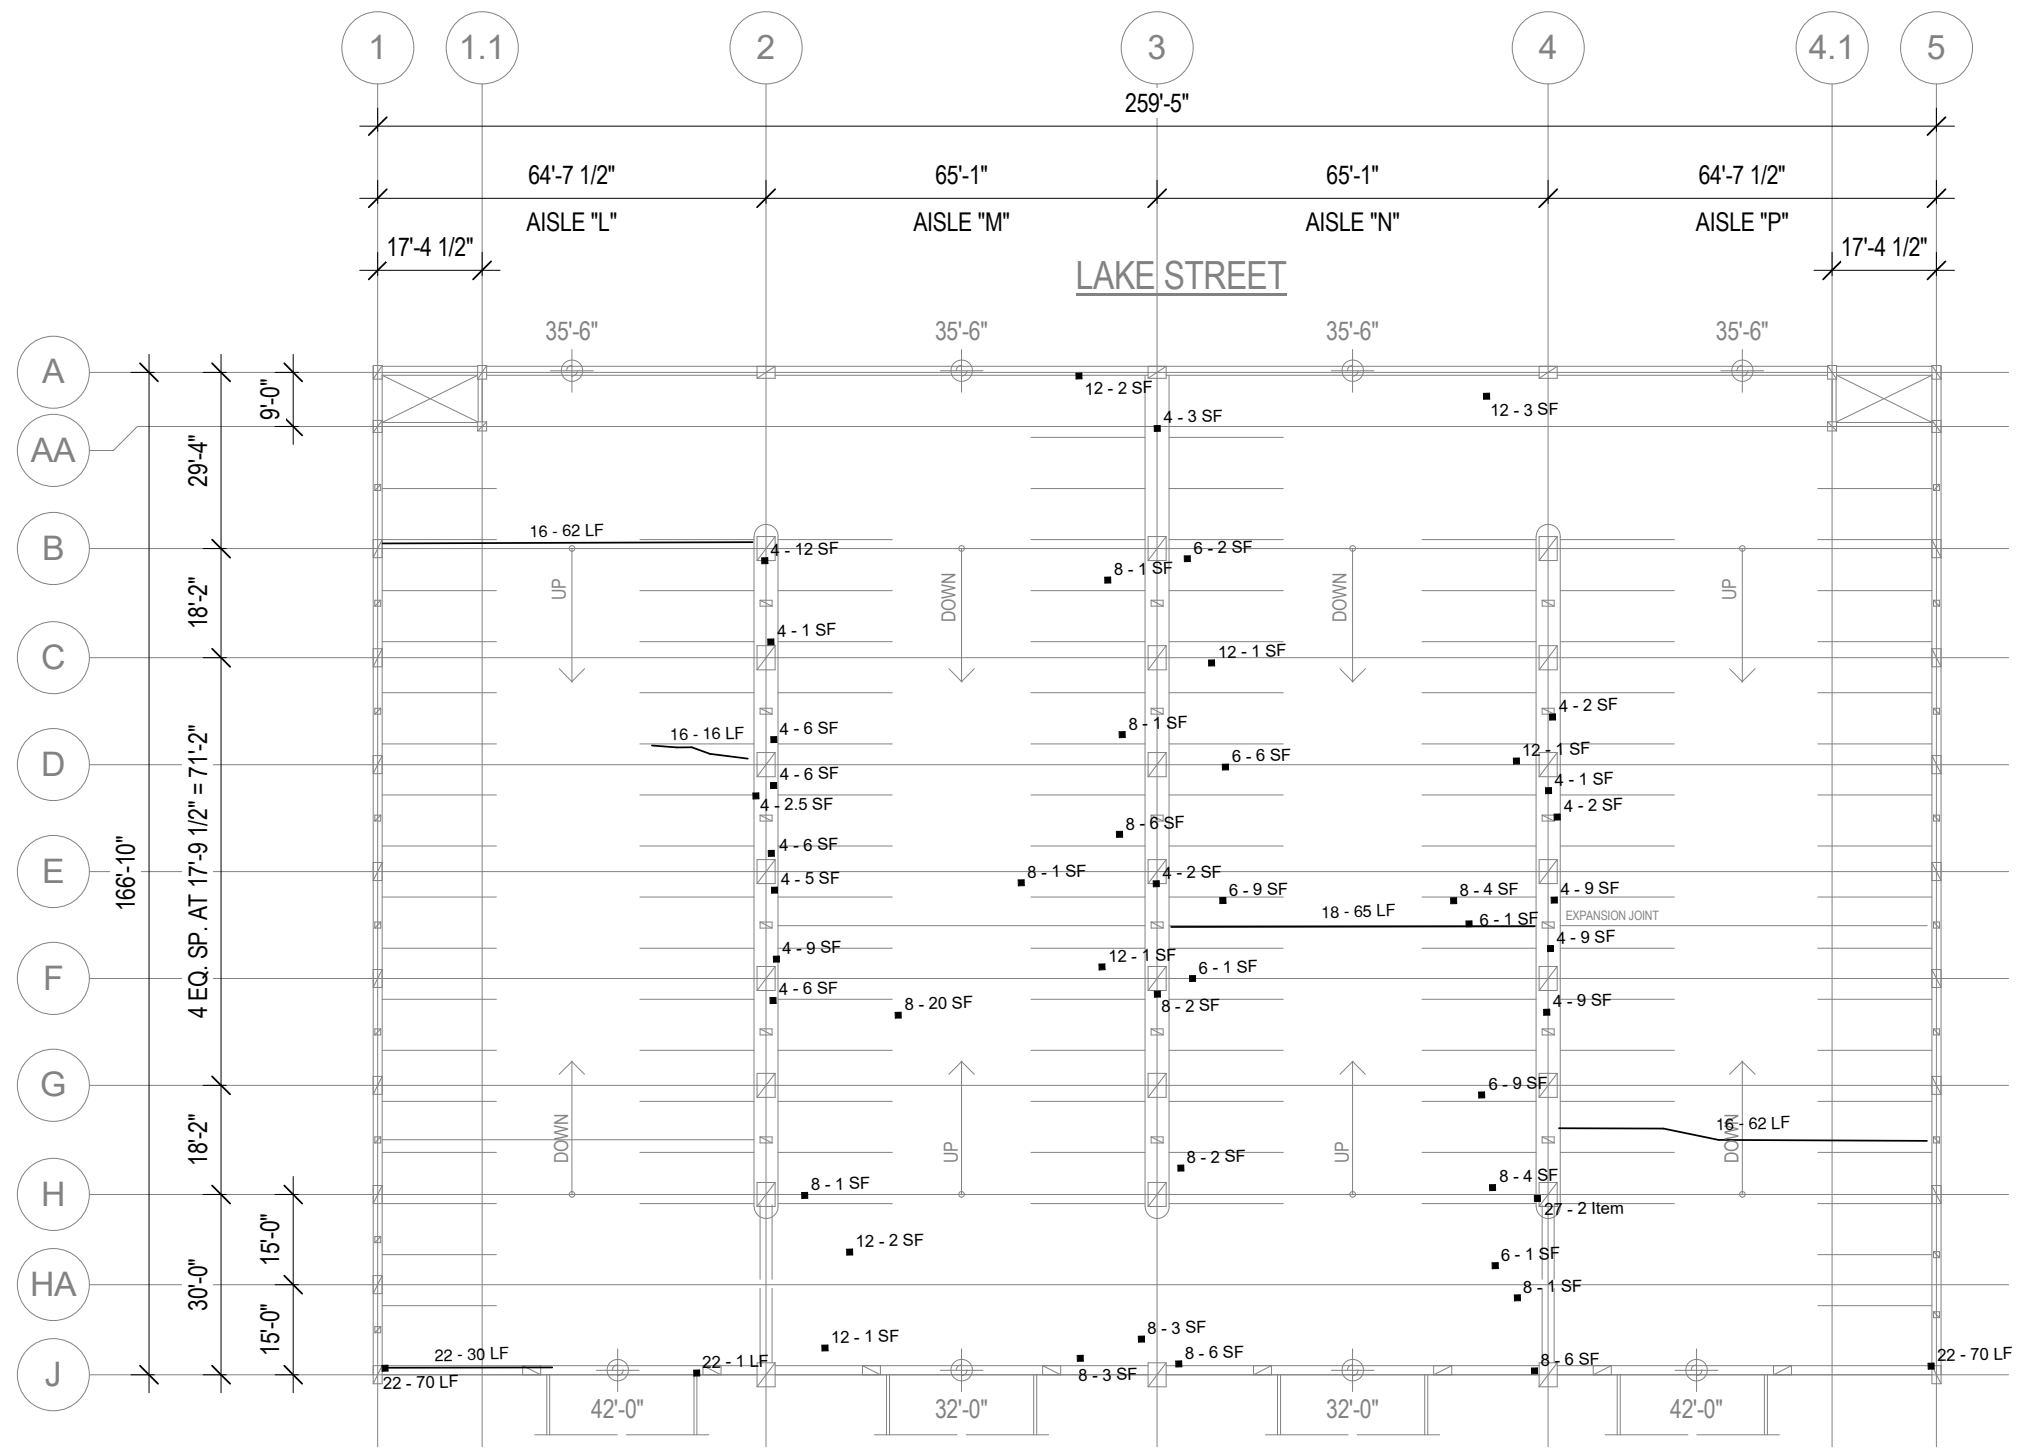 1 1.1 2 3 4 4.1 5
259'-5"
64'-7 1/2" 65'-1" 65'-1" 64'-7 1/2"
AISLE "L" AISLE "M" AISLE "N" AISLE "P"
17'-4 1/2" 17'-4 1/2"
LAKE STREET
35'-6" 35'-6" 35'-6" 35'-6"
A
12 - 2 SF
12 - 3 SF
9'-0"
4 - 3 SF
AA
29'-4"
16 - 62 LF
B
4 - 12 SF
6 - 2 SF
8 - 1 SF
UP DOWN DOWN UP
18'-2"
4 - 1 SF
12 - 1 SF
C
4 - 2 SF
16 - 16 LF
4 - 6 SF
8 - 1 SF
6 - 6 SF
12 - 1 SF
D
4 - 6 SF
4 - 1 SF
4 - 2.5 SF
4 - 2 SF
8 - 6 SF
4 - 6 SF
166'-10"
4 EQ. SP. AT 17'-9 1/2" = 71'-2"
E
8 - 1 SF
4 - 2 SF
4 - 5 SF
6 - 9 SF
8 - 4 SF
4 - 9 SF
18 - 65 LF
6 - 1 SF
EXPANSION JOINT
4 - 9 SF
4 - 9 SF
12 - 1 SF
6 - 1 SF
F
4 - 6 SF
8 - 20 SF
8 - 2 SF
4 - 9 SF
G
6 - 9 SF
18'-2"
DOWN UP UP DOWN
16 - 62 LF
8 - 2 SF
8 - 1 SF
8 - 4 SF
H
27 - 2 Item
15'-0"
12 - 2 SF
6 - 1 SF
HA
30'-0"
8 - 1 SF
15'-0"
12 - 1 SF
8 - 3 SF
22 - 30 LF
22 - 1 LF
8 - 6 SF
8 - 6 SF
22 - 70 LF
J
22 - 70 LF
8 - 3 SF
42'-0" 32'-0" 32'-0" 42'-0"